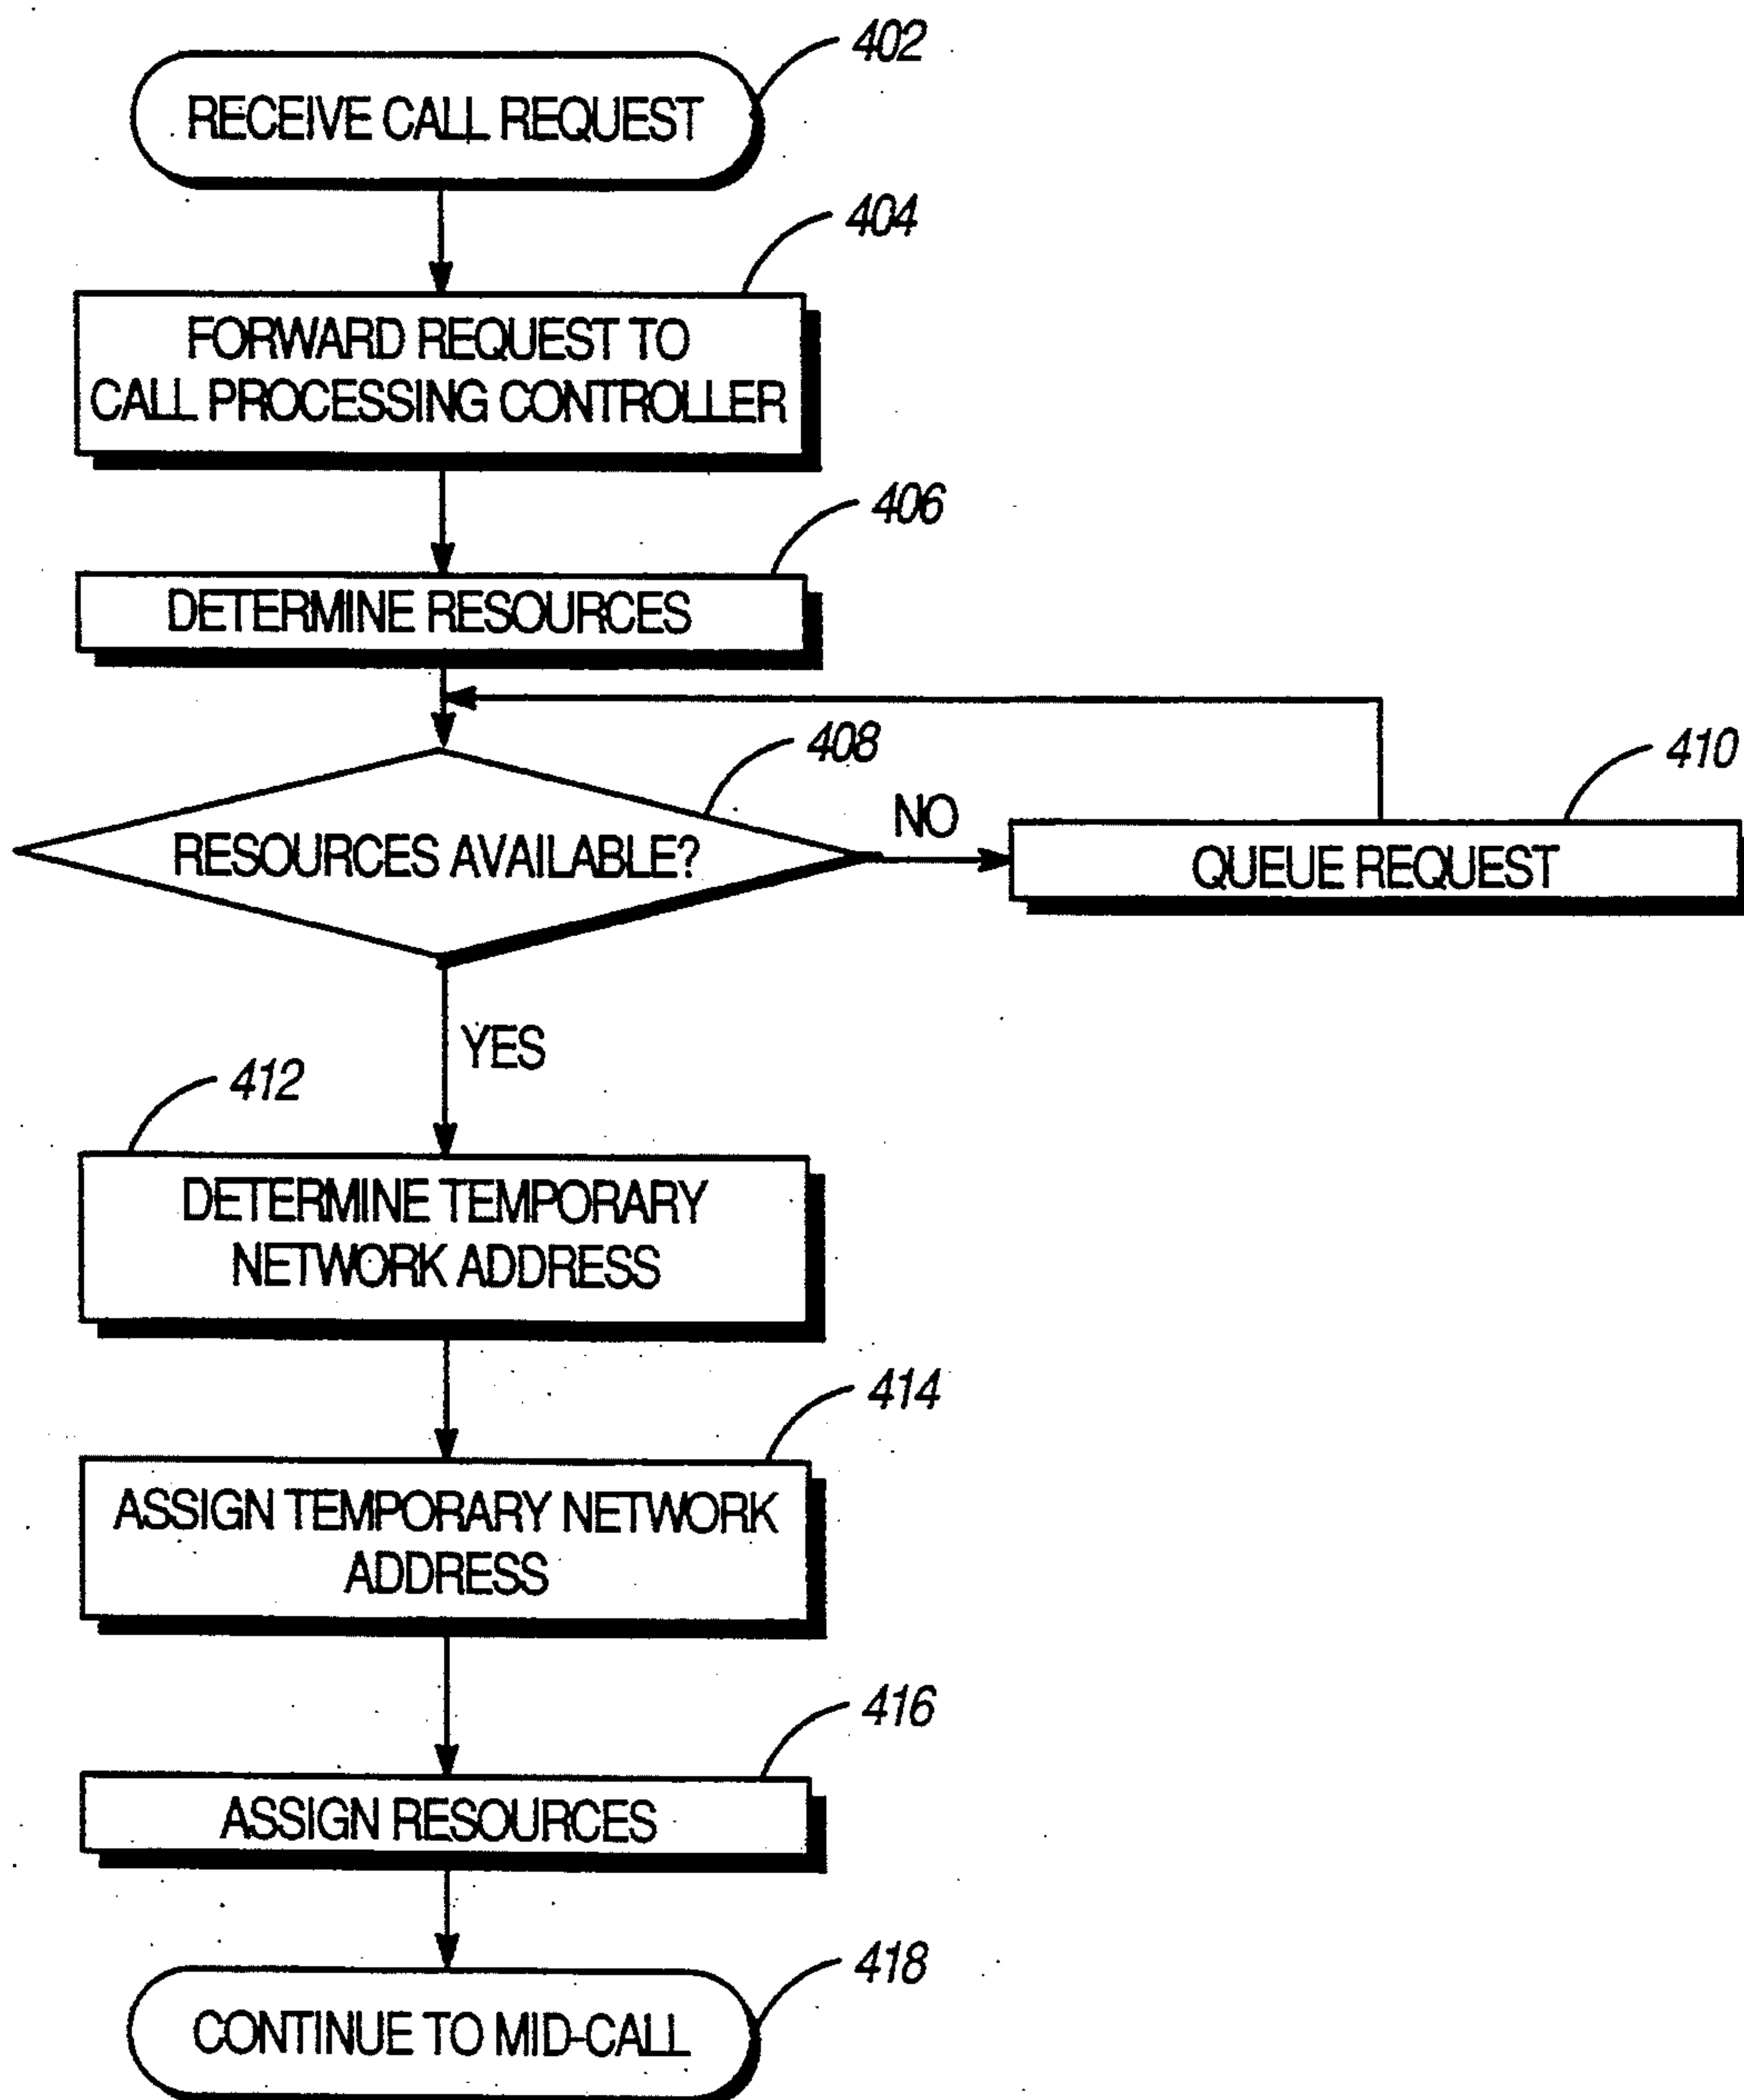 402
RECEIVE CALL REQUEST
404
FORWARD REQUEST TO
CALL PROCESSING CONTROLLER
406
DETERMINE RESOURCES
408
RESOURCES AVAILABLE?
NO
410
QUEUE REQUEST
YES
412
DETERMINE TEMPORARY
NETWORK ADDRESS
414
ASSIGN TEMPORARY NETWORK
ADDRESS
416
ASSIGN RESOURCES
418
CONTINUE TO MID-CALL